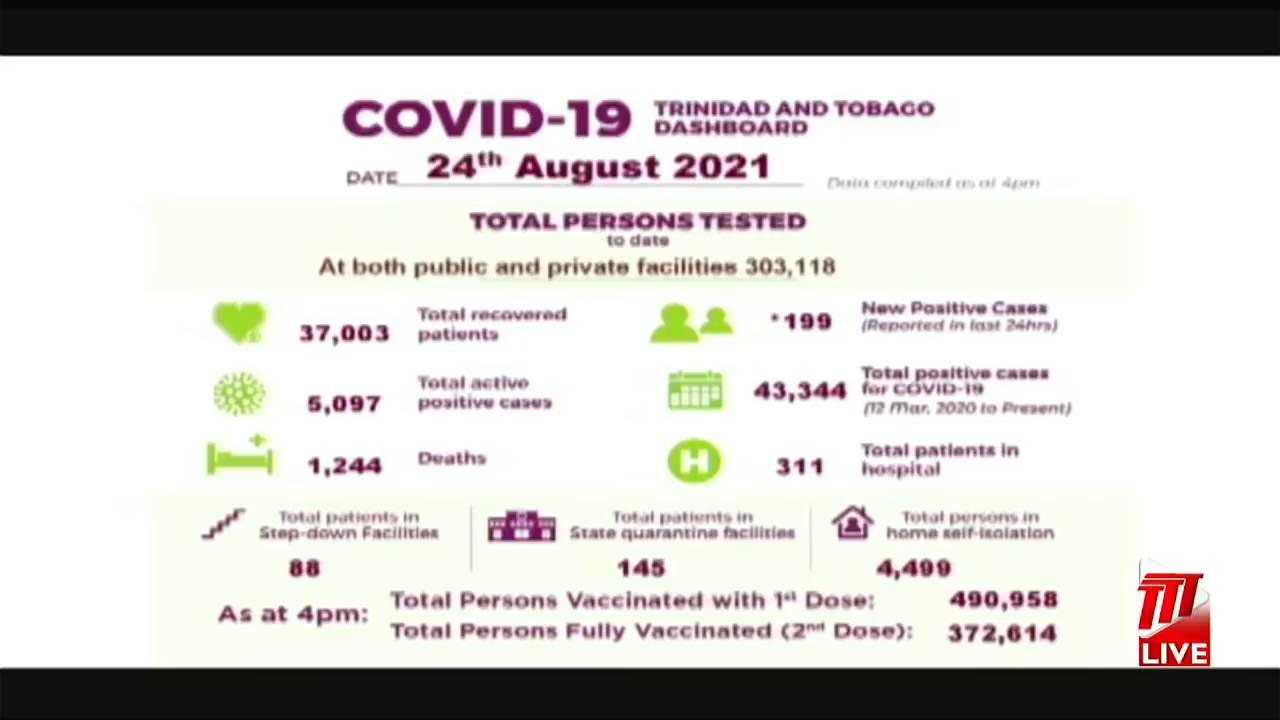 COVID-19
TRINIDAD AND TOBAGO
DASHBOARD
DATE 24th August 2021
Data compiled as at 4pm
TOTAL PERSONS TESTED
to date
At both public and private facilities 303,118
37,003
Total recovered
patients
*199
New Positive Cases
(Reported in last 24hrs)
5,097
Total active
positive cases
43,344
Total positive cases
for COVID-19
(12 Mar, 2020 to Present)
1,244
Deaths
311
Total patients in
hospital
Total patients in
Step-down Facilities
88
Total patients in
State quarantine facilities
145
Total persons in
home self-isolation
4,499
As at 4pm:
Total Persons Vaccinated with 1st Dose: 490,958
Total Persons Fully Vaccinated (2nd Dose): 372,614
TTT
LIVE